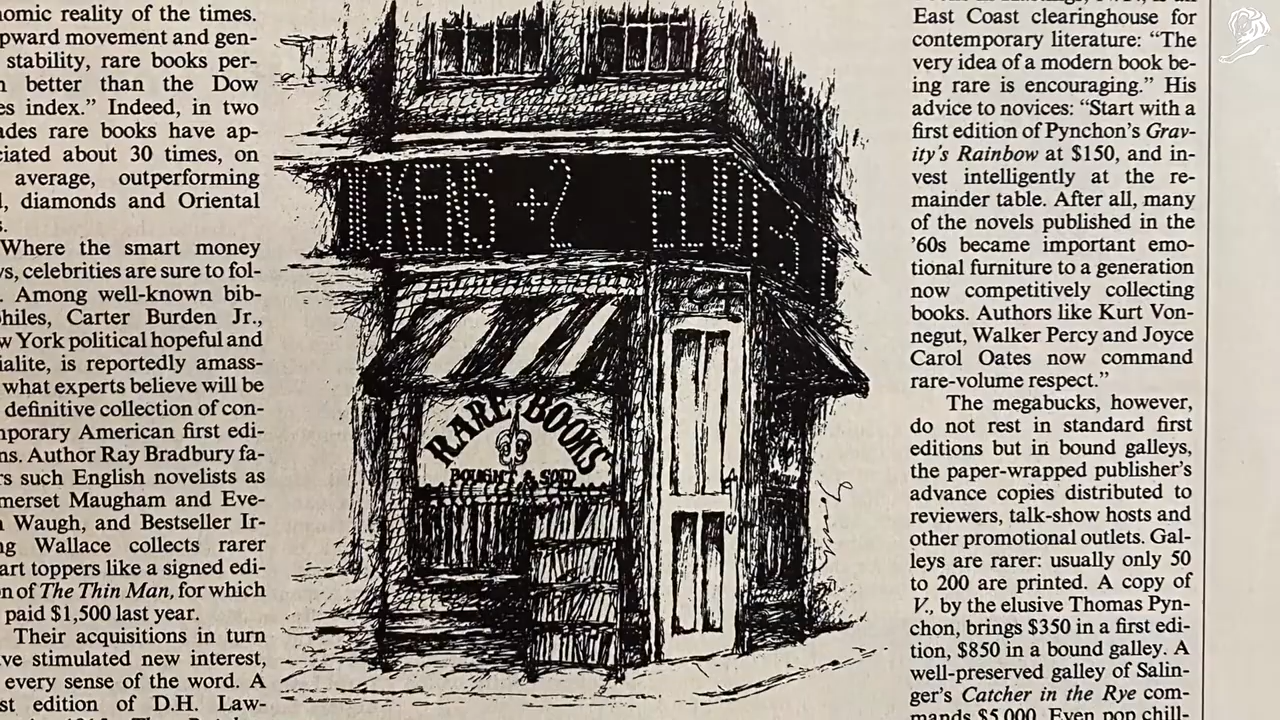 nomic reality of the times.
pward movement and gen-
stability, rare books per-
better than the Dow
es index.” Indeed, in two
ades rare books have ap-
ciated about 30 times, on
average, outperforming
, diamonds and Oriental
Where the smart money
s, celebrities are sure to fol-
. Among well-known bib-
philes, Carter Burden Jr.,
w York political hopeful and
ialite, is reportedly amass-
what experts believe will be
definitive collection of con-
mporary American first edi-
ns. Author Ray Bradbury fa-
rs such English novelists as
merset Maugham and Eve-
Waugh, and Bestseller Ir-
ng Wallace collects rarer
art toppers like a signed edi-
n of The Thin Man, for which
paid $1,500 last year.
Their acquisitions in turn
ve stimulated new interest,
every sense of the word. A
st edition of D.H. Law-
ICKENS +2 ELIOT
RARE BOOKS
BOUGHT & SOLD
East Coast clearinghouse for
contemporary literature: “The
very idea of a modern book be-
ing rare is encouraging.” His
advice to novices: “Start with a
first edition of Pynchon’s Grav-
ity’s Rainbow at $150, and in-
vest intelligently at the re-
mainder table. After all, many
of the novels published in the
’60s became important emo-
tional furniture to a generation
now competitively collecting
books. Authors like Kurt Von-
negut, Walker Percy and Joyce
Carol Oates now command
rare-volume respect.”
The megabucks, however,
do not rest in standard first
editions but in bound galleys,
the paper-wrapped publisher’s
advance copies distributed to
reviewers, talk-show hosts and
other promotional outlets. Gal-
leys are rarer: usually only 50
to 200 are printed. A copy of
V., by the elusive Thomas Pyn-
chon, brings $350 in a first edi-
tion, $850 in a bound galley. A
well-preserved galley of Salin-
ger’s Catcher in the Rye com-
mands $5,000. Even pop chill-